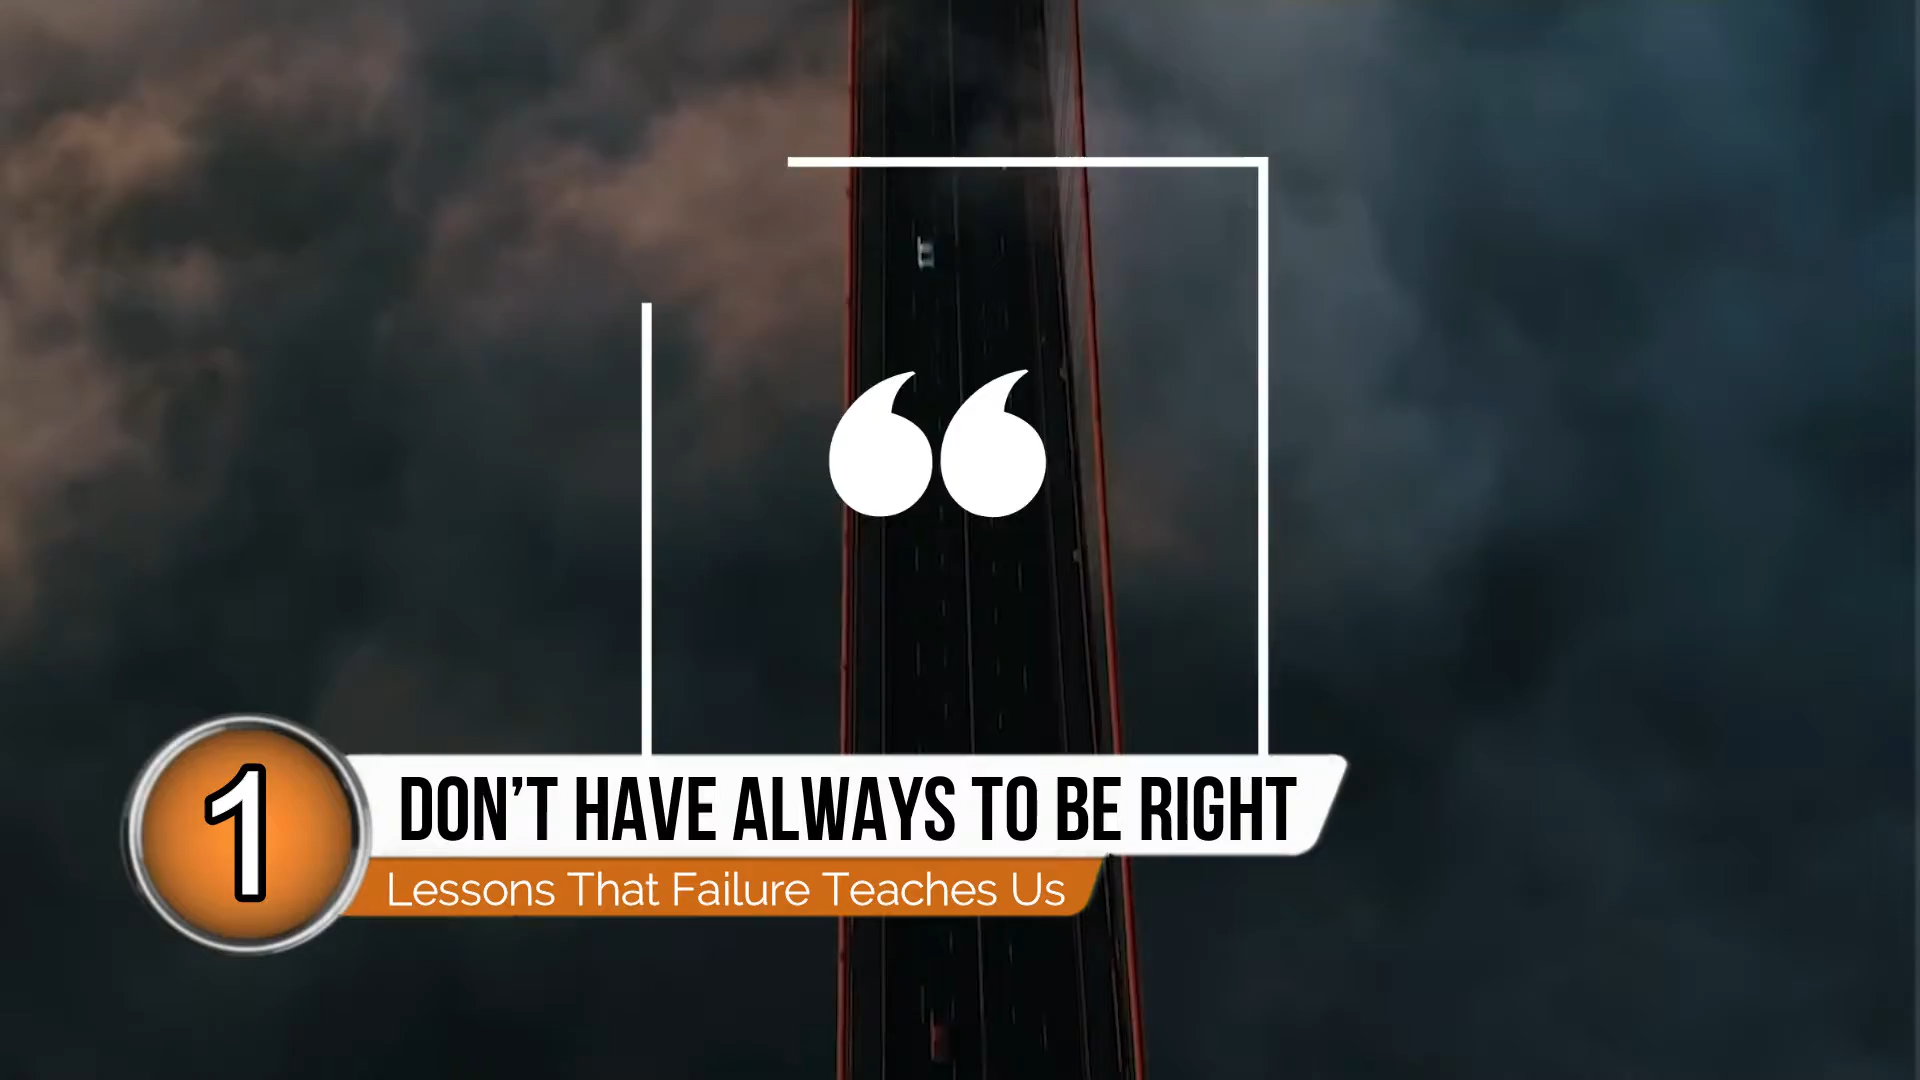 “
1
DON’T HAVE ALWAYS TO BE RIGHT
Lessons That Failure Teaches Us